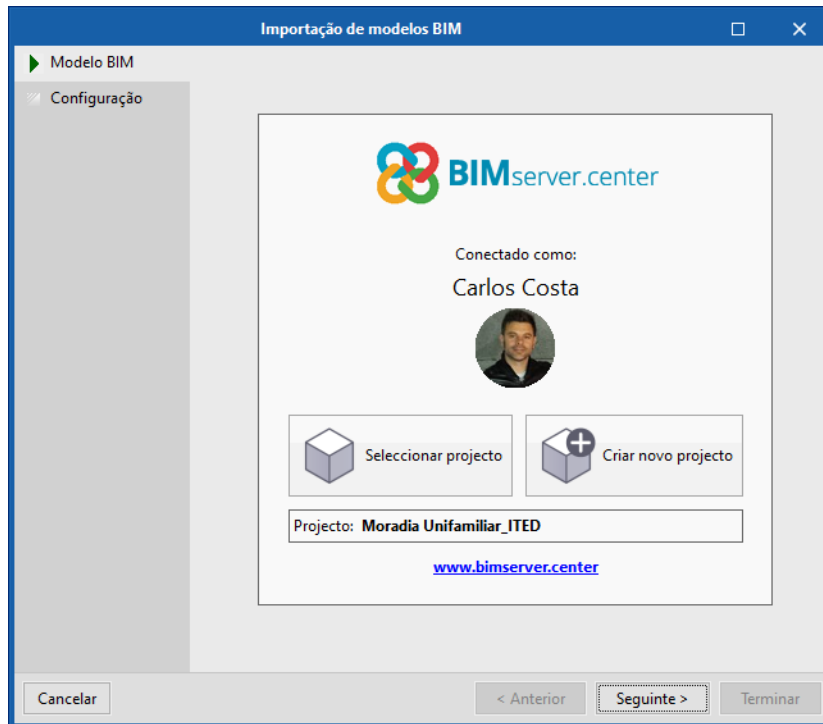 Importação de modelos BIM
Modelo BIM
Configuração
BIMserver.center
Conectado como:
Carlos Costa
Seleccionar projecto
Criar novo projecto
Projecto: Moradia Unifamiliar_ITED
www.bimserver.center
Cancelar
< Anterior
Seguinte >
Terminar